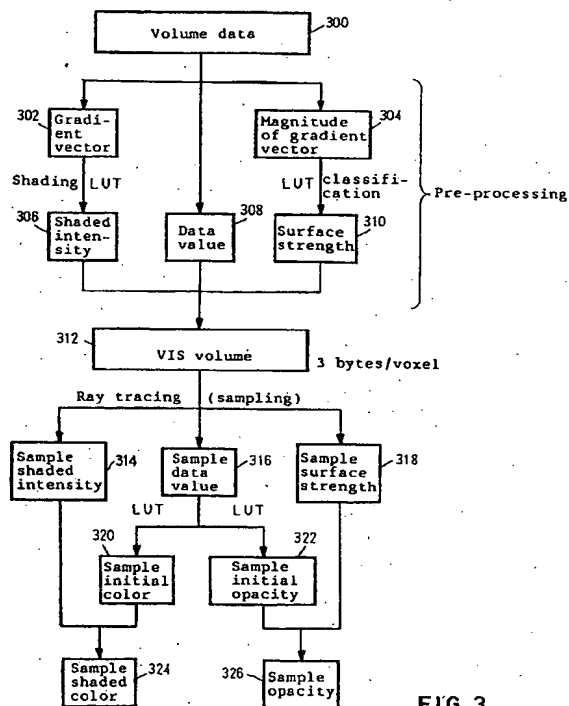 300
Volume data
302
Gradi-
ent
vector
Magnitude
of gradient
vector
304
Shading LUT
LUT classifi-
cation
Pre-processing
306
Shaded
inten-
sity
308
Data
value
Surface
strength
310
312
VIS volume
3 bytes/voxel
Ray tracing (sampling)
Sample
shaded
intensity
314
Sample
data
value
316
Sample
surface
strength
318
LUT LUT
320
Sample
initial
color
322
Sample
initial
opacity
Sample
shaded
color
324
326
Sample
opacity
FIG.3